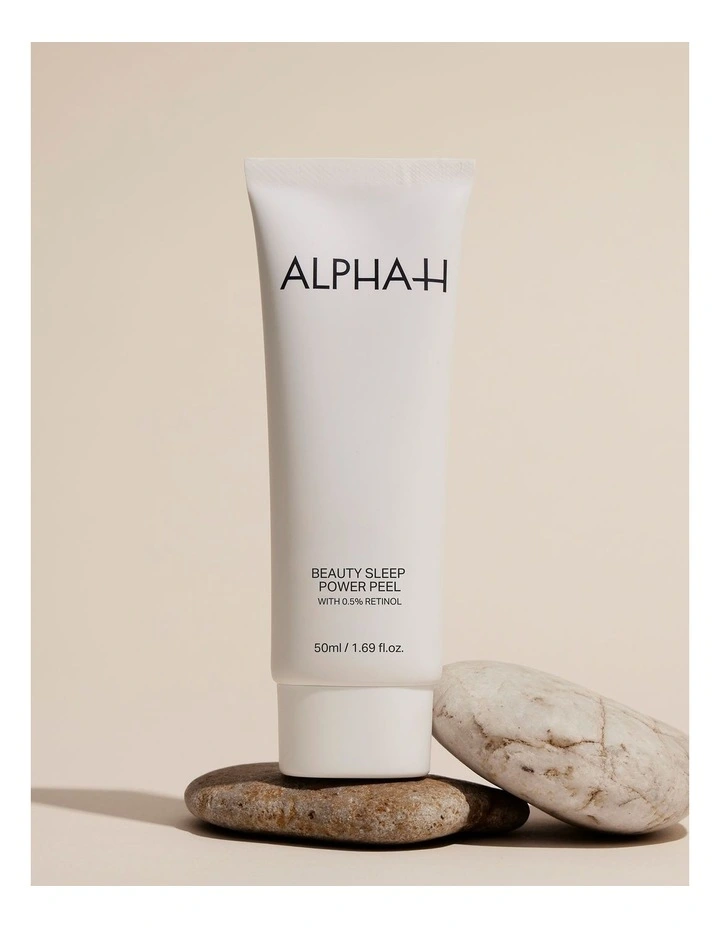 ALPHA-H
BEAUTY SLEEP
POWER PEEL
WITH 0.5% RETINOL
50ml / 1.69 fl.oz.